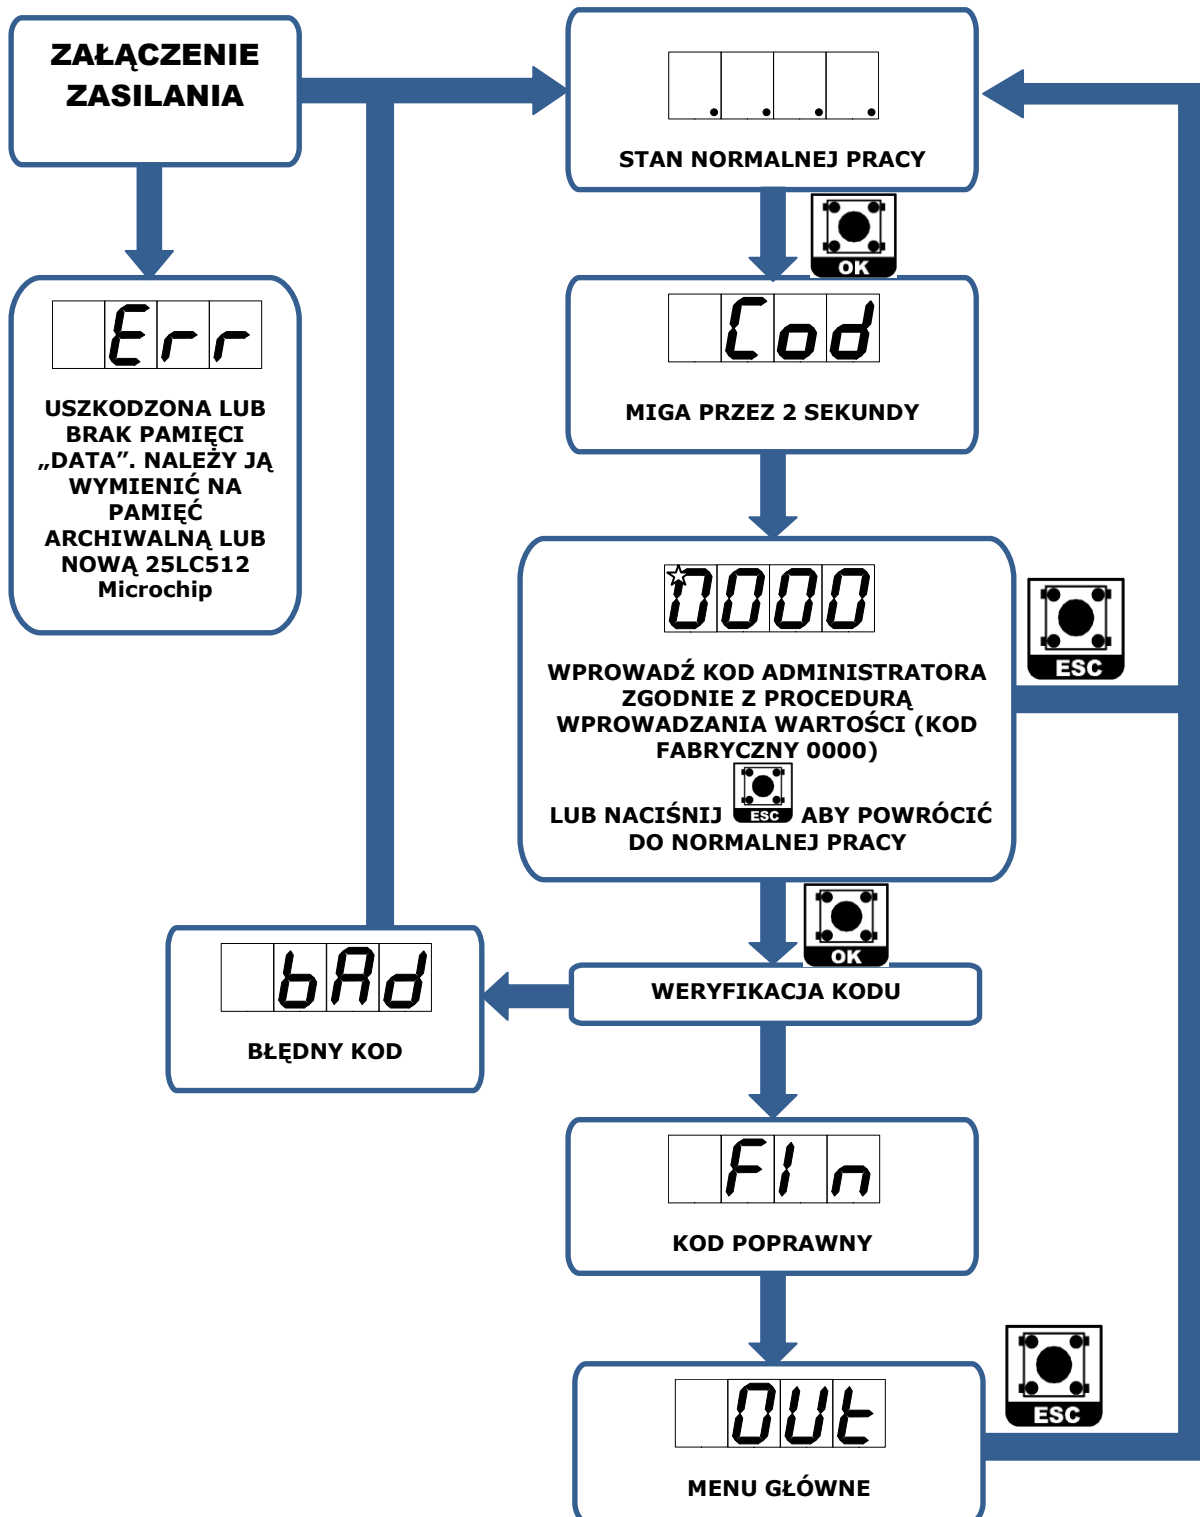 ZAŁĄCZENIE
ZASILANIA
. . . .
STAN NORMALNEJ PRACY
OK
Err
USZKODZONA LUB
BRAK PAMIĘCI
„DATA”. NALEŻY JĄ
WYMIENIĆ NA
PAMIĘĆ
ARCHIWALNĄ LUB
NOWĄ 25LC512
Microchip
Cod
MIGA PRZEZ 2 SEKUNDY
0000
WPROWADŹ KOD ADMINISTRATORA
ZGODNIE Z PROCEDURĄ
WPROWADZANIA WARTOŚCI (KOD
FABRYCZNY 0000)
LUB NACIŚNIJ ESC ABY POWRÓCIĆ
DO NORMALNEJ PRACY
ESC
OK
WERYFIKACJA KODU
bAd
BŁĘDNY KOD
FIn
KOD POPRAWNY
OUt
MENU GŁÓWNE
ESC